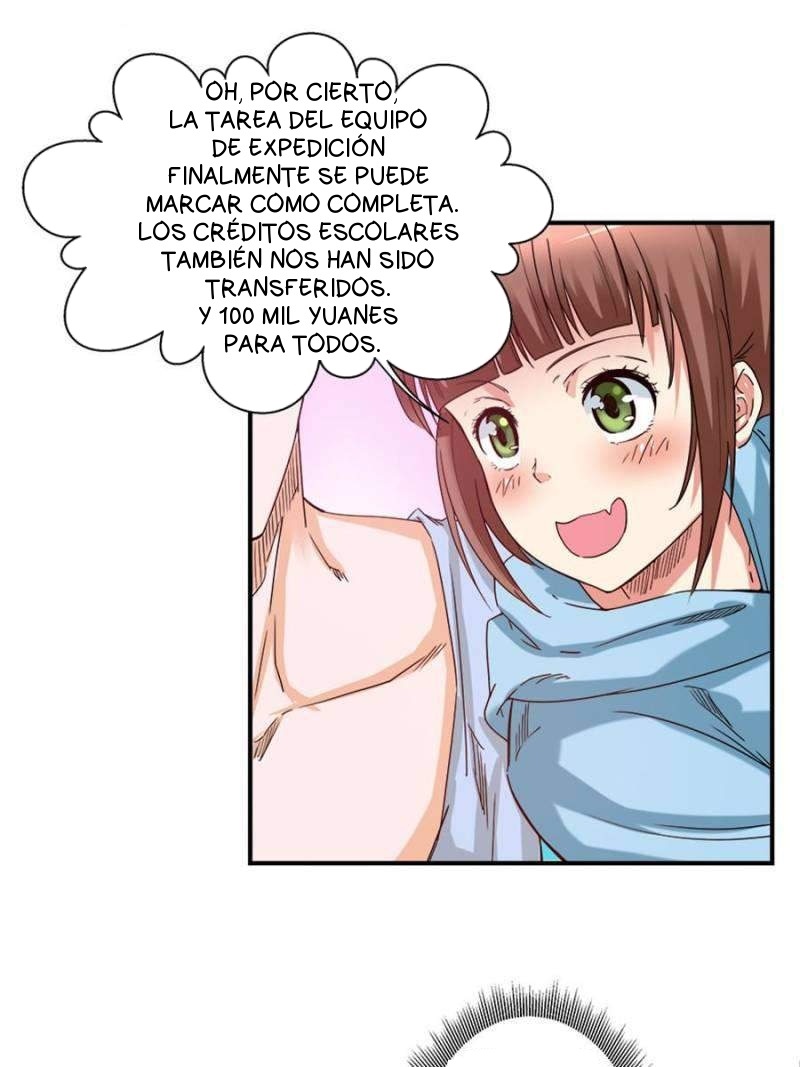 OH, POR CIERTO,
LA TAREA DEL EQUIPO
DE EXPEDICIÓN
FINALMENTE SE PUEDE
MARCAR COMO COMPLETA.
LOS CRÉDITOS ESCOLARES
TAMBIÉN NOS HAN SIDO
TRANSFERIDOS.
Y 100 MIL YUANES
PARA TODOS.